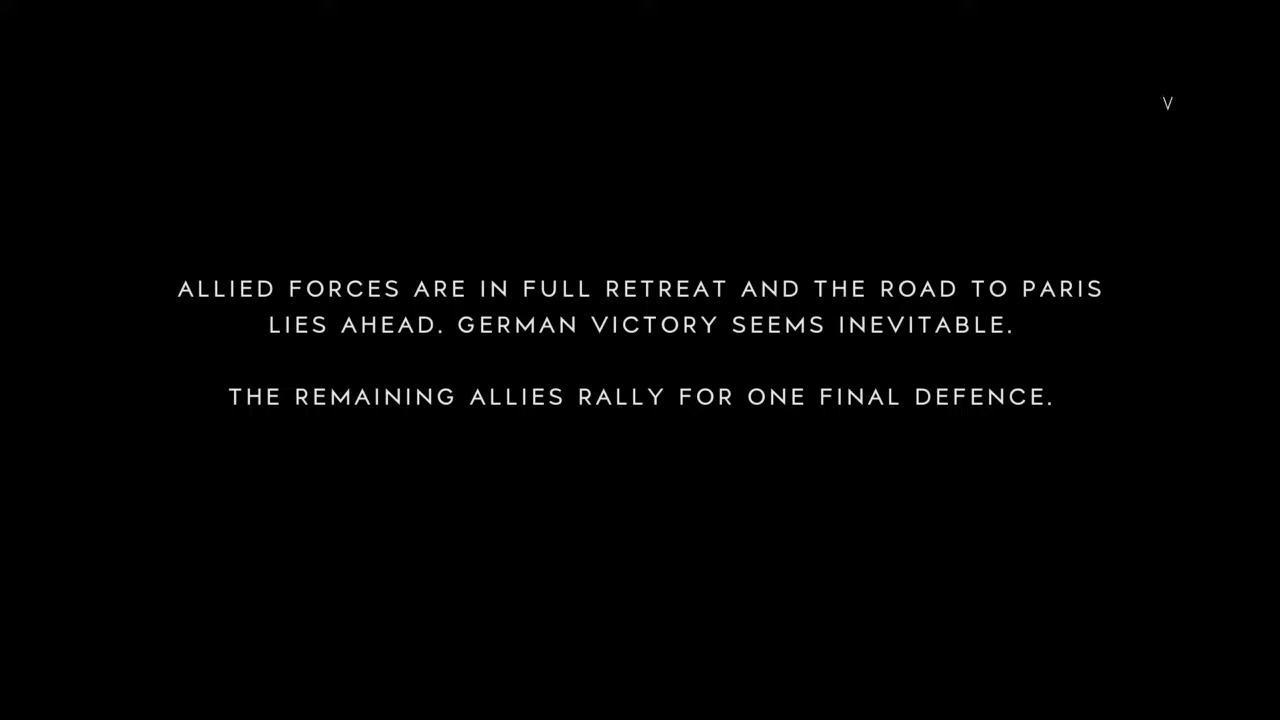 V
ALLIED FORCES ARE IN FULL RETREAT AND THE ROAD TO PARIS
LIES AHEAD. GERMAN VICTORY SEEMS INEVITABLE.
THE REMAINING ALLIES RALLY FOR ONE FINAL DEFENCE.